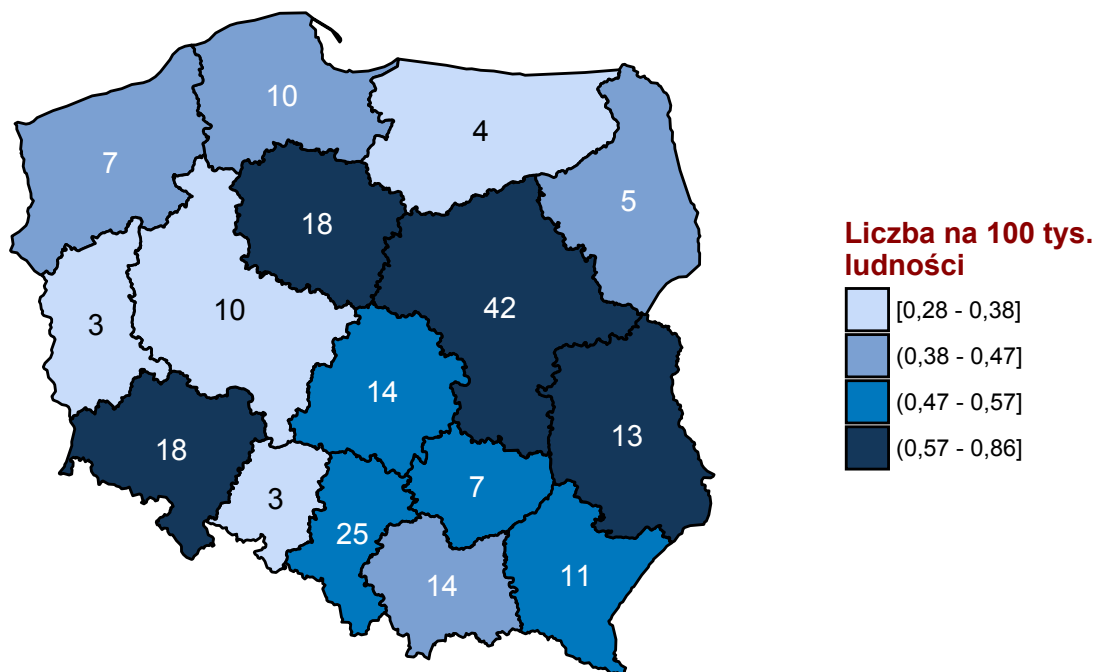 10
4
7
5
18
42
3
10
14
18
13
7
3
25
11
14
Liczba na 100 tys.
ludności
[0,28 - 0,38]
(0,38 - 0,47]
(0,47 - 0,57]
(0,57 - 0,86]